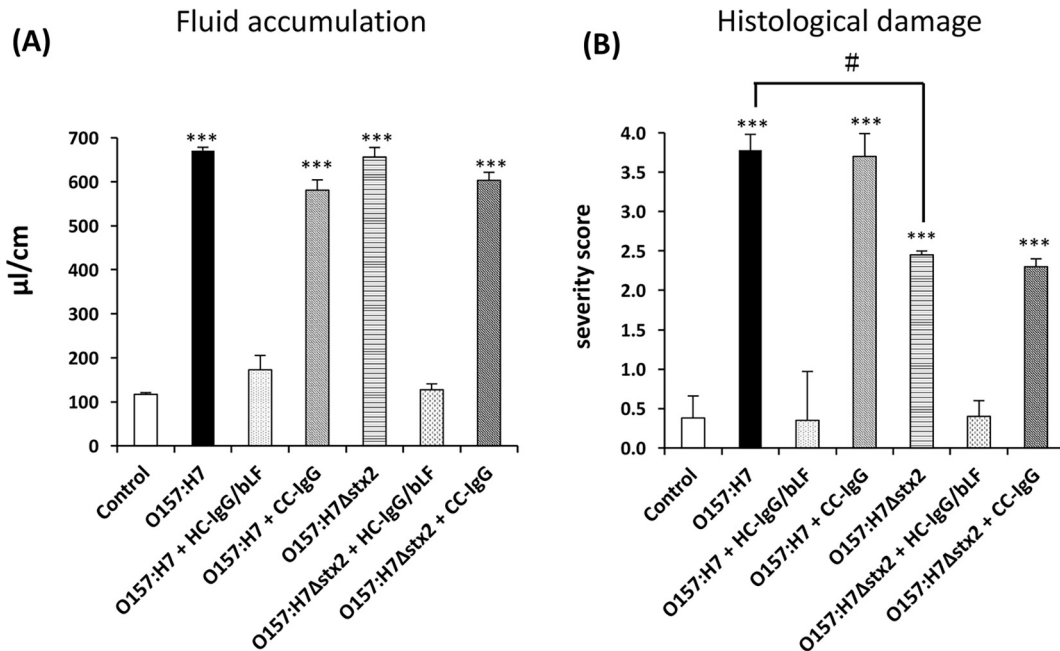 Fluid accumulation
(A)
µl/cm
700
600
500
400
300
200
100
0
***
***
***
***
Control
O157:H7
O157:H7 + HC-IgG/bLF
O157:H7 + CC-IgG
O157:H7Δstx2
O157:H7Δstx2 + HC-IgG/bLF
O157:H7Δstx2 + CC-IgG
Histological damage
(B)
#
severity score
4.0
3.5
3.0
2.5
2.0
1.5
1.0
0.5
0.0
***
***
***
***
Control
O157:H7
O157:H7 + HC-IgG/bLF
O157:H7 + CC-IgG
O157:H7Δstx2
O157:H7Δstx2 + HC-IgG/bLF
O157:H7Δstx2 + CC-IgG